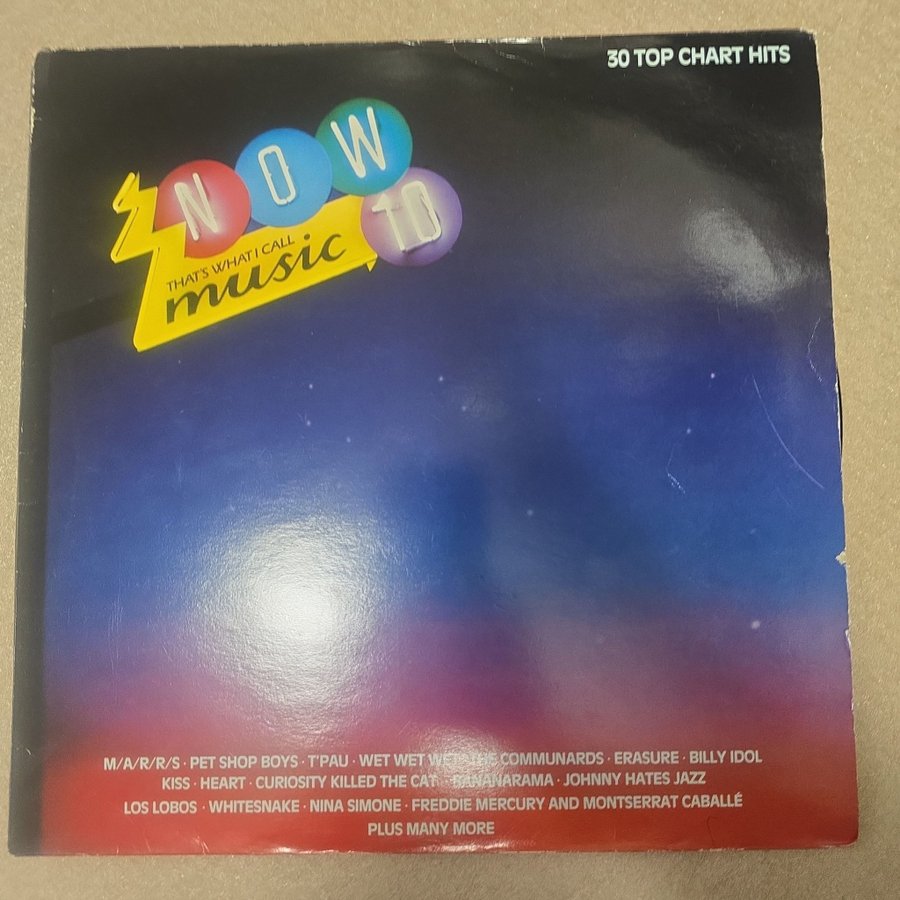 30 TOP CHART HITS
NOW
10
THAT'S WHAT I CALL
music
M/A/R/R/S · PET SHOP BOYS · T'PAU · WET WET WET · THE COMMUNARDS · ERASURE · BILLY IDOL
KISS · HEART · CURIOSITY KILLED THE CAT · BANANARAMA · JOHNNY HATES JAZZ
LOS LOBOS · WHITESNAKE · NINA SIMONE · FREDDIE MERCURY AND MONTSERRAT CABALLÉ
PLUS MANY MORE